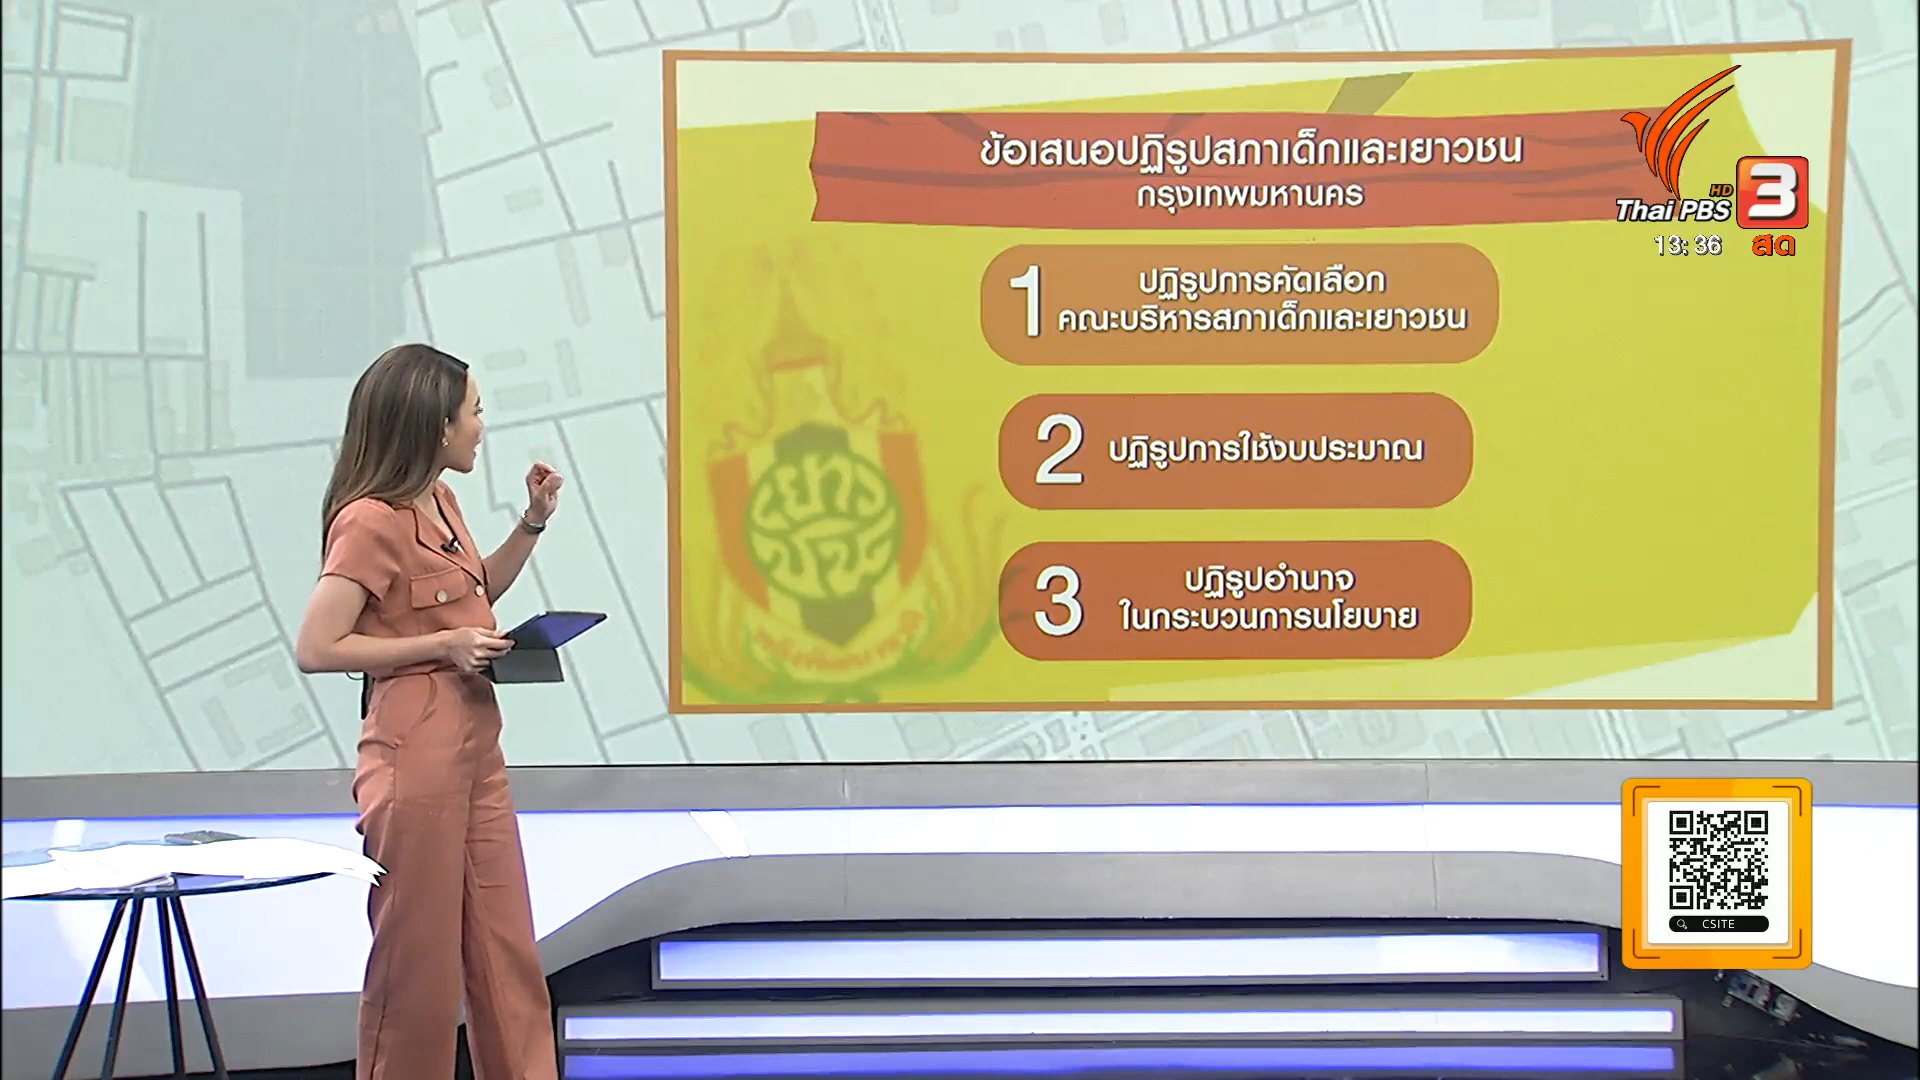 ข้อเสนอปฏิรูปสภาเด็กและเยาวชน
กรุงเทพมหานคร
HD
Thai PBS 3
13:36 สด
1 ปฏิรูปการคัดเลือก
คณะบริหารสภาเด็กและเยาวชน
2 ปฏิรูปการใช้งบประมาณ
3 ปฏิรูปอำนาจ
ในกระบวนการนโยบาย
เยาว
ชน
CSITE